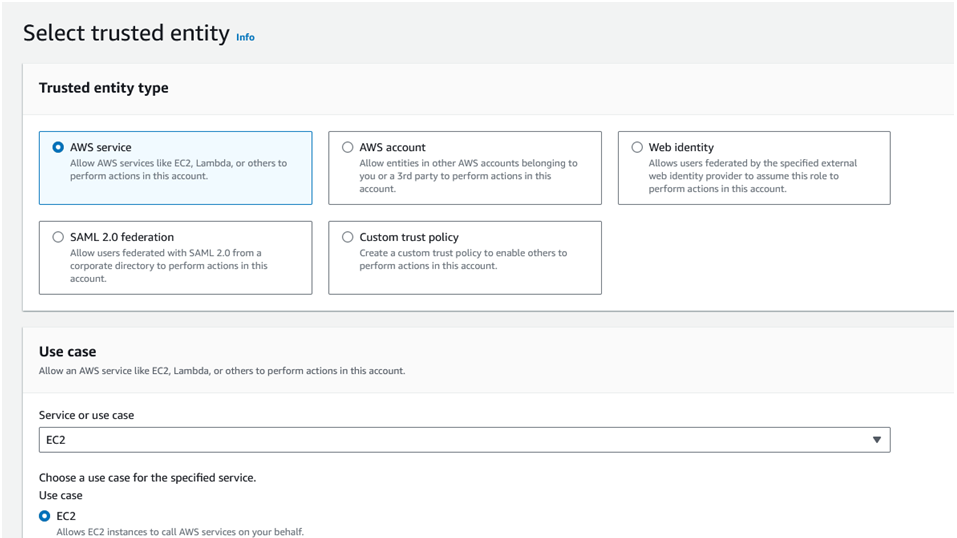 Select trusted entity Info
Trusted entity type
AWS service
Allow AWS services like EC2, Lambda, or others to
perform actions in this account.
AWS account
Allow entities in other AWS accounts belonging to
you or a 3rd party to perform actions in this
account.
Web identity
Allows users federated by the specified external
web identity provider to assume this role to
perform actions in this account.
SAML 2.0 federation
Allow users federated with SAML 2.0 from a
corporate directory to perform actions in this
account.
Custom trust policy
Create a custom trust policy to enable others to
perform actions in this account.
Use case
Allow an AWS service like EC2, Lambda, or others to perform actions in this account.
Service or use case
EC2
Choose a use case for the specified service.
Use case
EC2
Allows EC2 instances to call AWS services on your behalf.